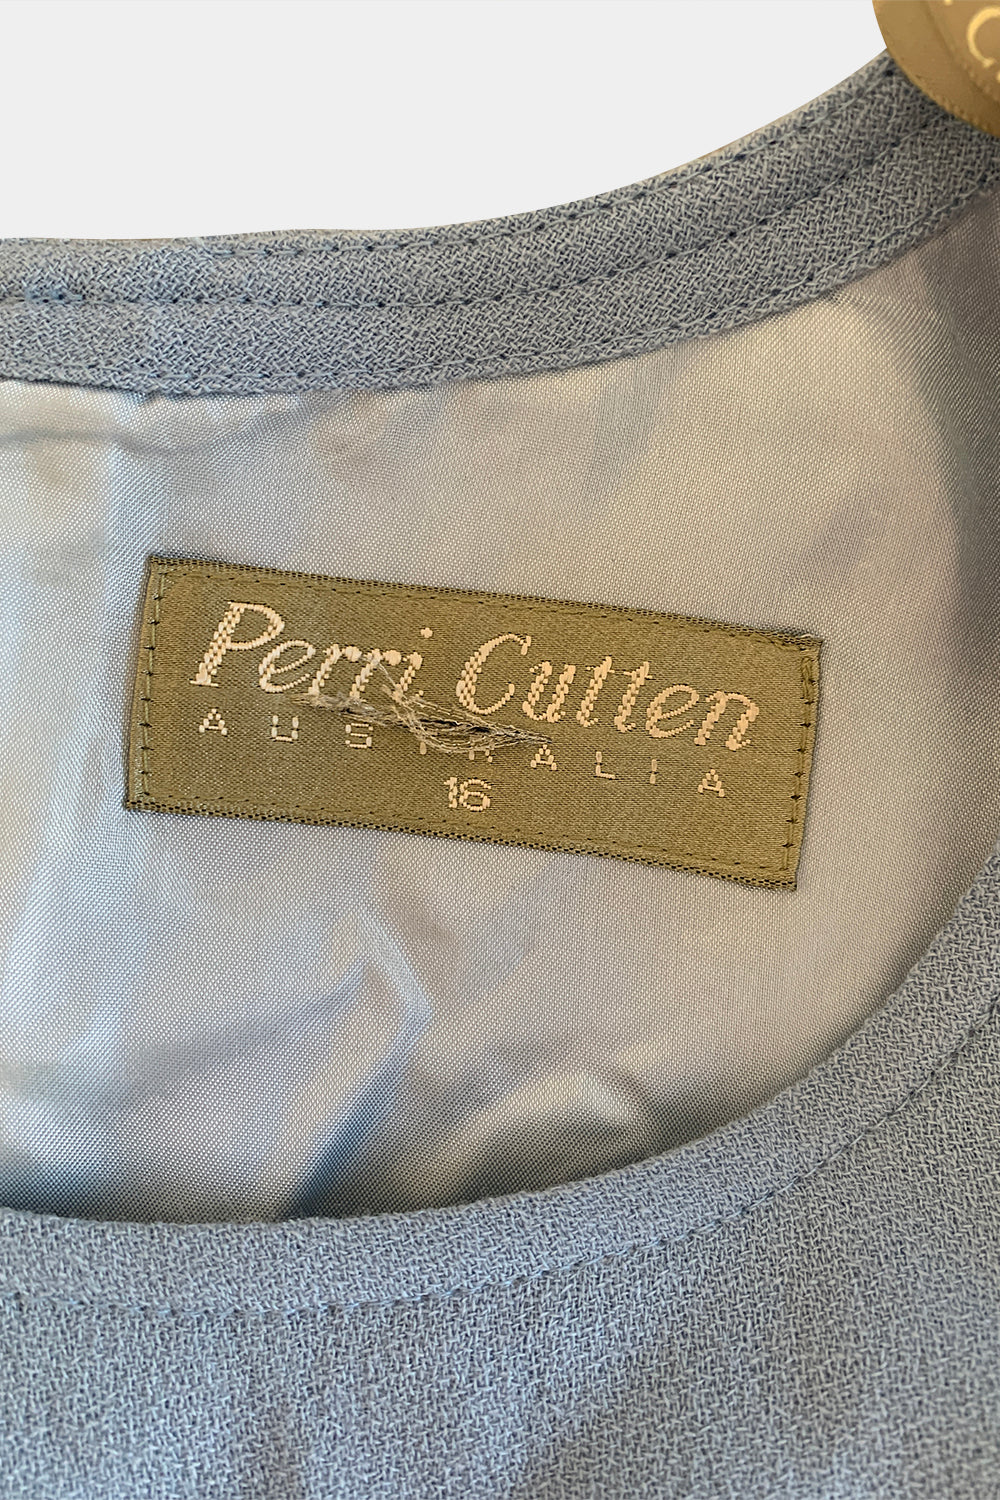 Perri Cutten
AUSTRALIA
16